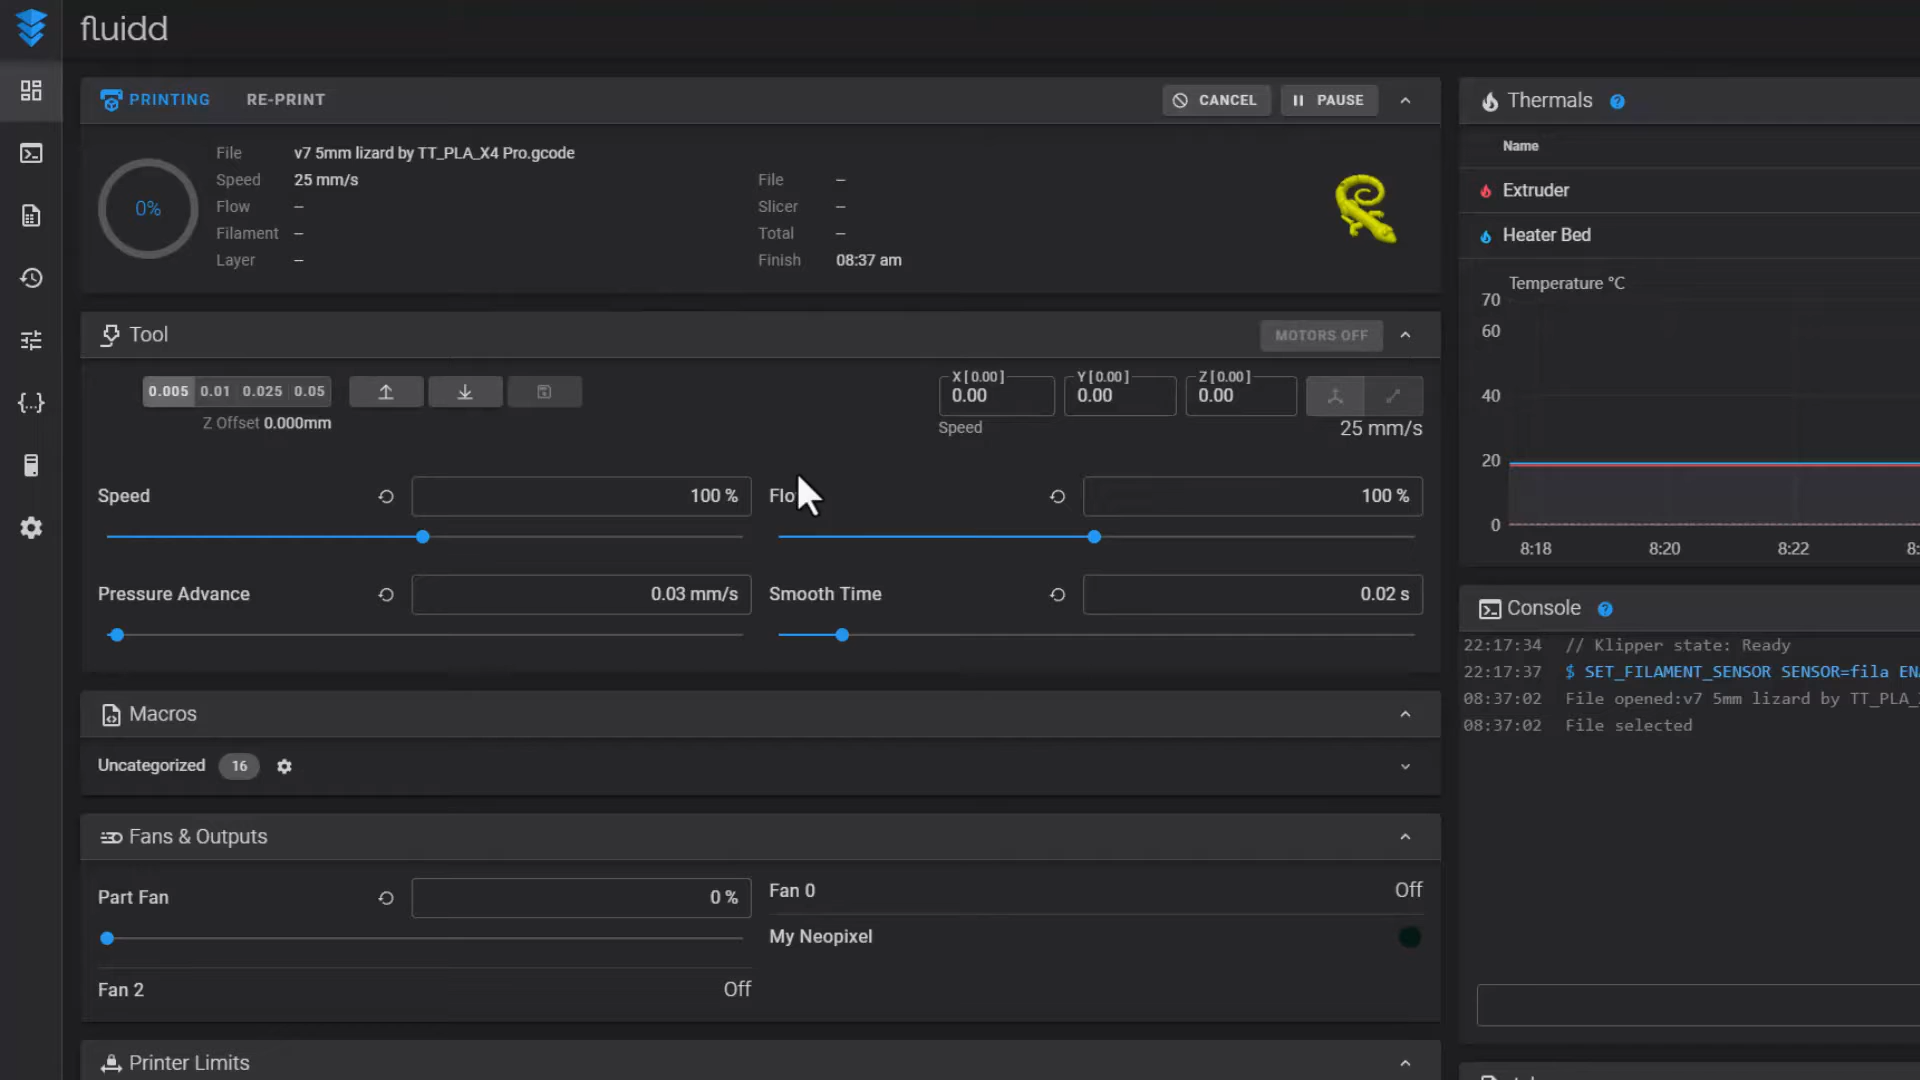 fluidd
PRINTING
RE-PRINT
CANCEL
PAUSE
0%
File v7 5mm lizard by TT_PLA_X4 Pro.gcode
Speed 25 mm/s
Flow –
Filament –
Layer –
File –
Slicer –
Total –
Finish 08:37 am
Tool
MOTORS OFF
0.005 0.01 0.025 0.05
Z Offset 0.000mm
X [ 0.00 ] Y [ 0.00 ] Z [ 0.00 ]
0.00 0.00 0.00
Speed 25 mm/s
Speed 100 %
Flo 100 %
Pressure Advance 0.03 mm/s
Smooth Time 0.02 s
Macros
Uncategorized 16
Fans & Outputs
Part Fan 0 %
Fan 0 Off
My Neopixel
Fan 2 Off
Printer Limits
Thermals
Name
Extruder
Heater Bed
Temperature °C
70
60
40
20
0
8:18 8:20 8:22 8:
Console
22:17:34 // Klipper state: Ready
22:17:37 $ SET_FILAMENT_SENSOR SENSOR=fila EN
08:37:02 File opened:v7 5mm lizard by TT_PLA_
08:37:02 File selected